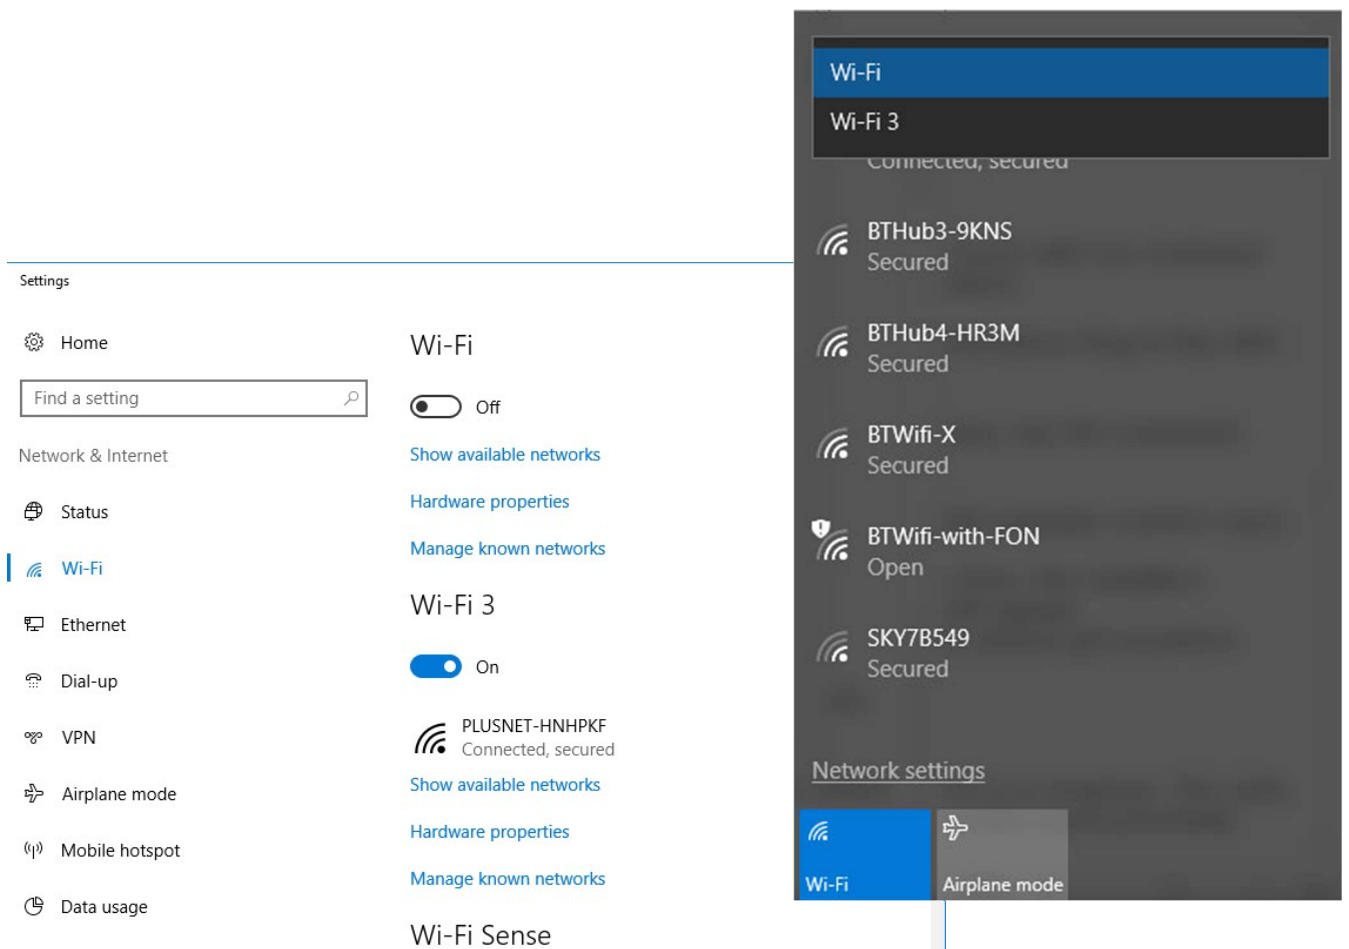 Settings
Home
Find a setting
Network & Internet
Status
Wi-Fi
Ethernet
Dial-up
VPN
Airplane mode
Mobile hotspot
Data usage
Wi-Fi
Off
Show available networks
Hardware properties
Manage known networks
Wi-Fi 3
On
PLUSNET-HNHPKF
Connected, secured
Show available networks
Hardware properties
Manage known networks
Wi-Fi Sense
Wi-Fi
Wi-Fi 3
Connected, secured
BTHub3-9KNS
Secured
BTHub4-HR3M
Secured
BTWifi-X
Secured
BTWifi-with-FON
Open
SKY7B549
Secured
Network settings
Wi-Fi
Airplane mode